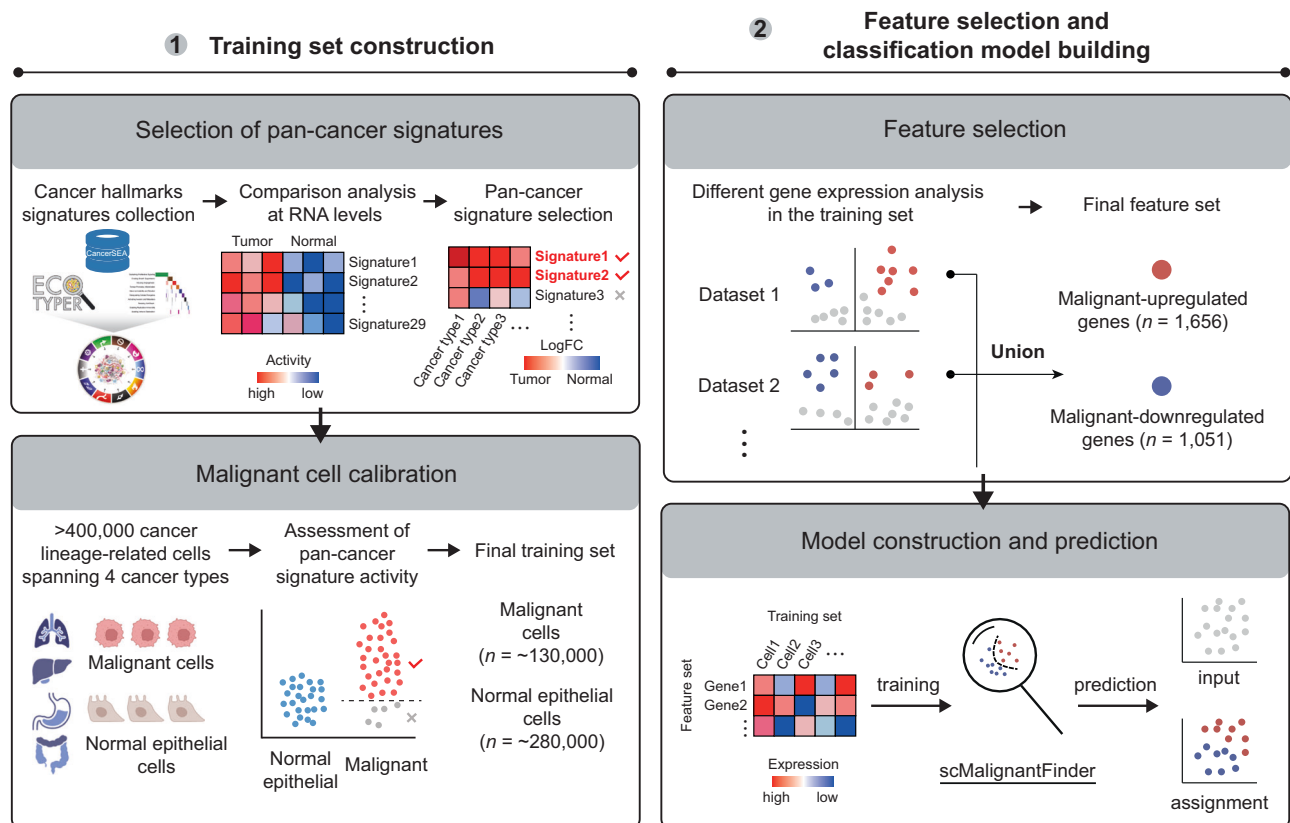 1 Training set construction
Selection of pan-cancer signatures
Cancer hallmarks
signatures collection
CancerSEA
ECO
TYPER
Comparison analysis
at RNA levels
Tumor Normal
Signature1
Signature2
⋮
Signature29
Activity
high low
Pan-cancer
signature selection
Signature1 ✓
Signature2 ✓
Signature3 ×
⋮
Cancer type1
Cancer type2
Cancer type3
...
LogFC
Tumor Normal
Malignant cell calibration
>400,000 cancer
lineage-related cells
spanning 4 cancer types
Malignant cells
Normal epithelial
cells
Assessment of
pan-cancer
signature activity
✓
×
Normal
epithelial
Malignant
Final training set
Malignant
cells
(n = ~130,000)
Normal epithelial
cells
(n = ~280,000)
2 Feature selection and
classification model building
Feature selection
Different gene expression analysis
in the training set
Dataset 1
Dataset 2
⋮
Union
Final feature set
Malignant-upregulated
genes (n = 1,656)
Malignant-downregulated
genes (n = 1,051)
Model construction and prediction
Training set
Cell1
Cell2
Cell3
...
Feature set
Gene1
Gene2
⋮
Expression
high low
training
scMalignantFinder
prediction
input
assignment